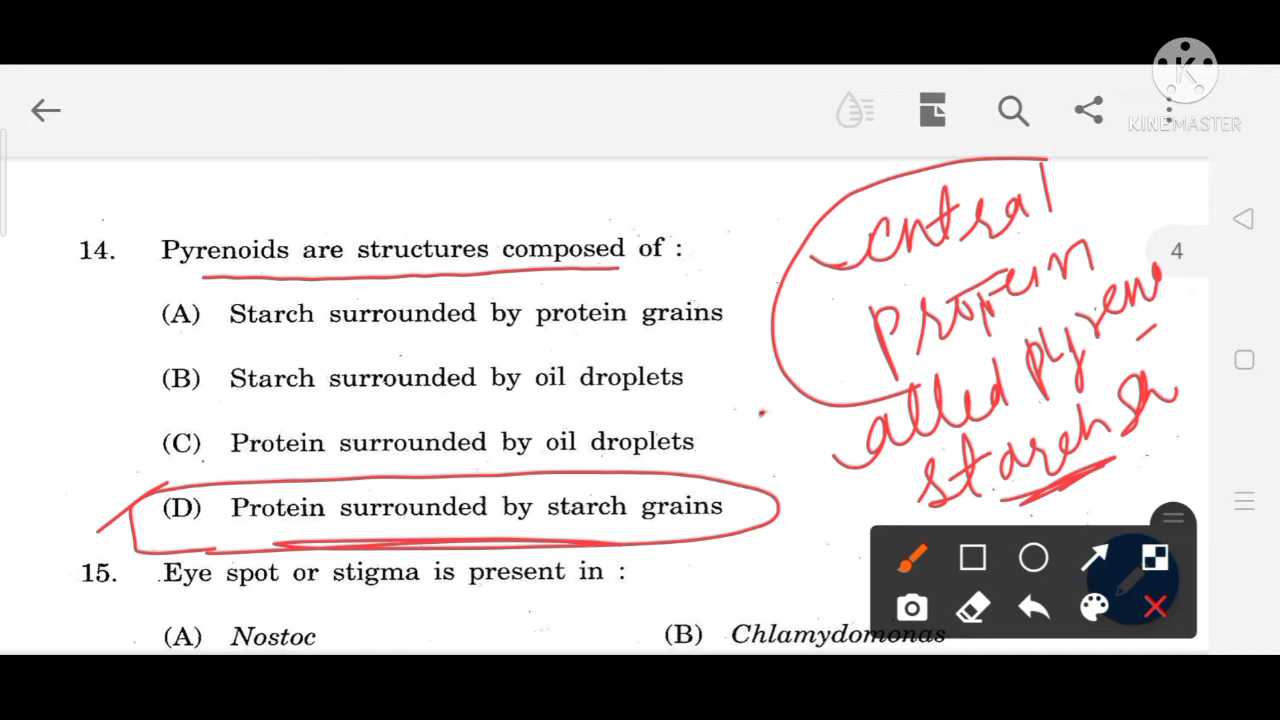 KINEMASTER
4
14. Pyrenoids are structures composed of :
(A) Starch surrounded by protein grains
(B) Starch surrounded by oil droplets
(C) Protein surrounded by oil droplets
(D) Protein surrounded by starch grains
15. Eye spot or stigma is present in :
(A) Nostoc (B) Chlamydomonas
central
protein
called pyreno
starch sh